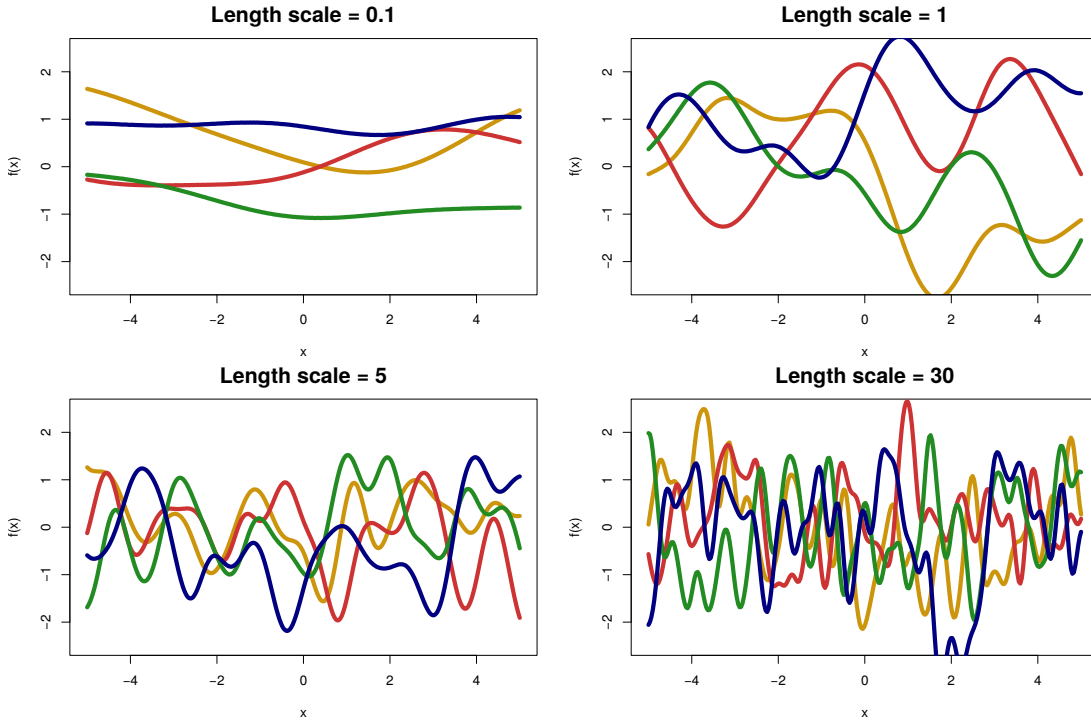 Length scale = 0.1
f(x)
2
1
0
−1
−2
−4 −2 0 2 4
x
Length scale = 1
f(x)
2
1
0
−1
−2
−4 −2 0 2 4
x
Length scale = 5
f(x)
2
1
0
−1
−2
−4 −2 0 2 4
x
Length scale = 30
f(x)
2
1
0
−1
−2
−4 −2 0 2 4
x